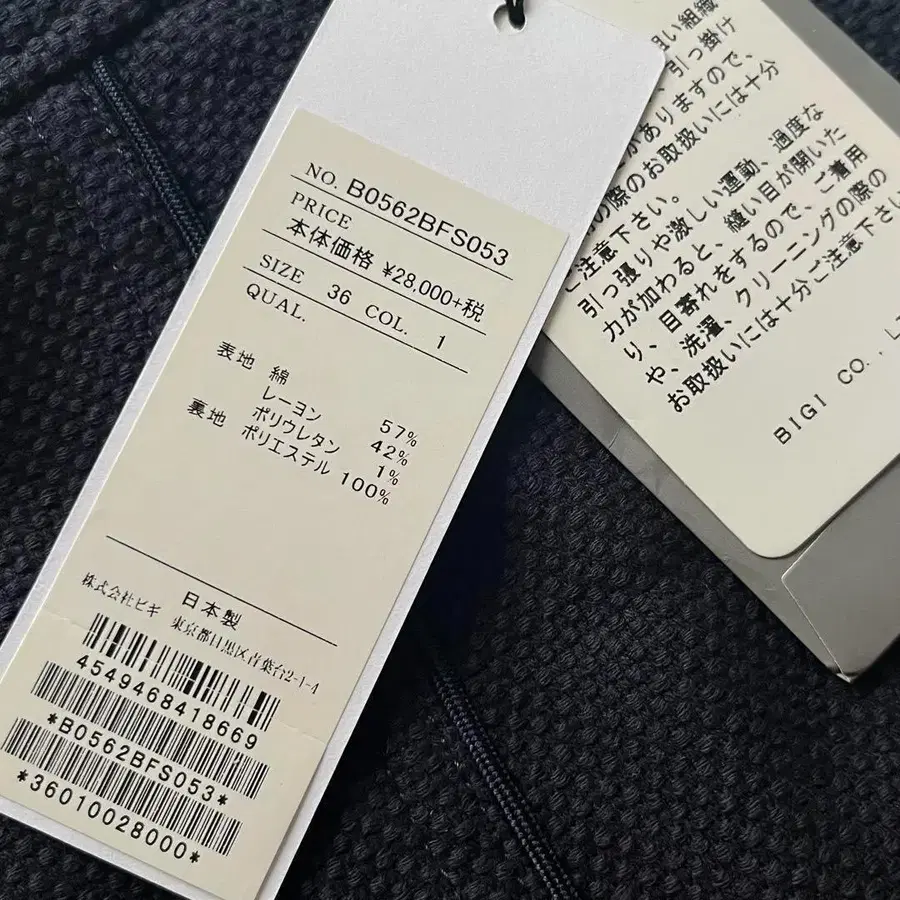 NO. B0562BFS053
PRICE
本体価格 ¥28,000+税
SIZE 36 COL. 1
QUAL.
表地 綿 57%
レーヨン 42%
ポリウレタン 1%
裏地 ポリエステル 100%
日本製
株式会社ビギ 東京都目黒区青葉台2-1-4
4549468418669
*B0562BFS053*
*36010028000*
粗い組織
引っ掛け
がありますので、
の際のお取扱いには十分
ご注意下さい。
引っ張りや激しい運動、過度な
力が加わると、縫い目が開いた
り、目寄れをするので、ご着用
や、洗濯、クリーニングの際の
お取扱いには十分ご注意下さい
BIGI CO.,